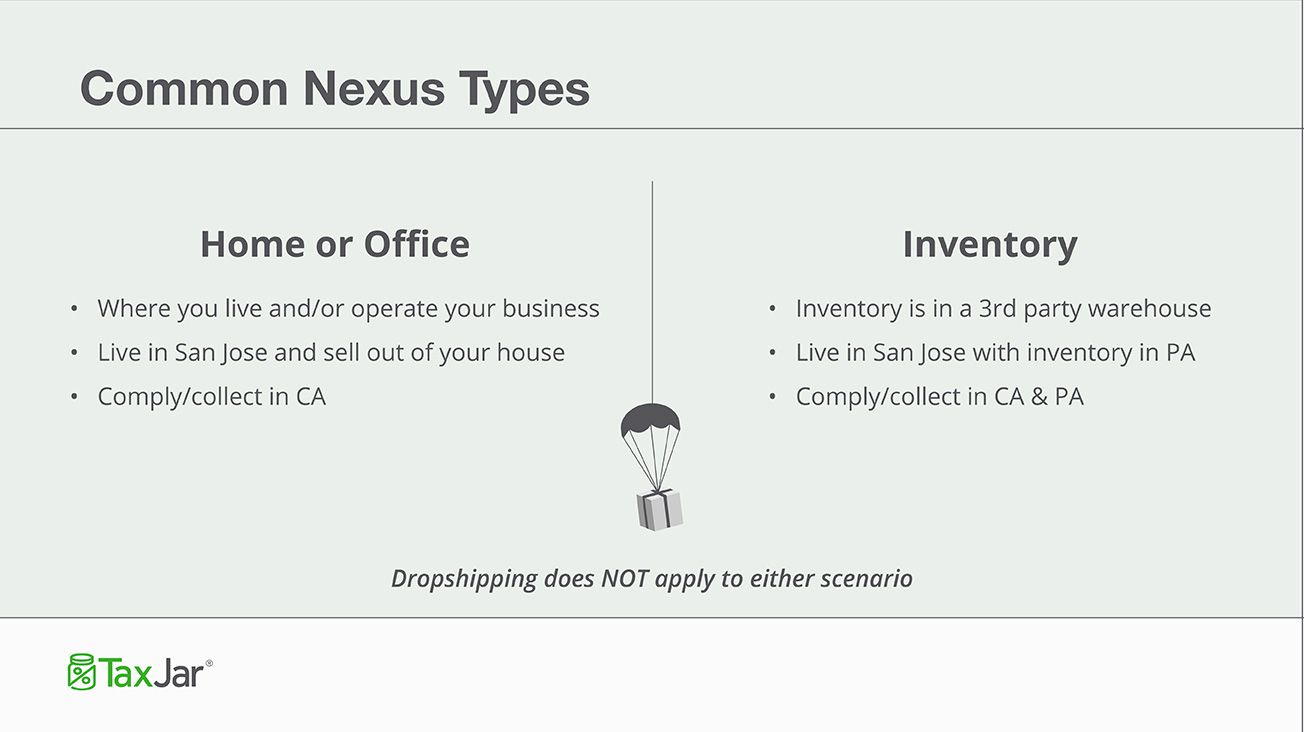 Common Nexus Types
Home or Office
• Where you live and/or operate your business
• Live in San Jose and sell out of your house
• Comply/collect in CA
Inventory
• Inventory is in a 3rd party warehouse
• Live in San Jose with inventory in PA
• Comply/collect in CA & PA
Dropshipping does NOT apply to either scenario
TaxJar®